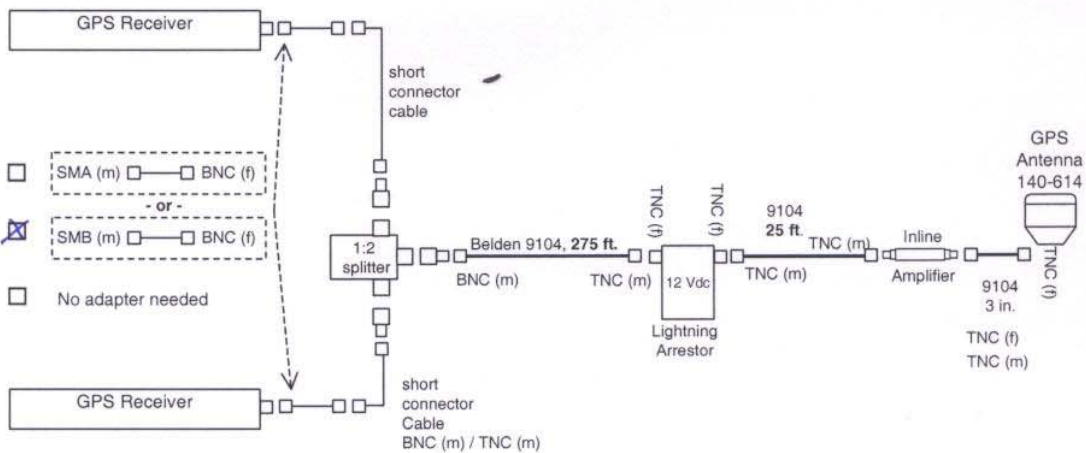 GPS Receiver
short
connector
cable
SMA (m) BNC (f)
- or -
SMB (m) BNC (f)
No adapter needed
1:2
splitter
Belden 9104, 275 ft.
BNC (m)
TNC (m)
TNC (f)
TNC (f)
12 Vdc
Lightning
Arrestor
9104
25 ft.
TNC (m)
TNC (m)
Inline
Amplifier
GPS
Antenna
140-614
TNC (f)
9104
3 in.
TNC (f)
TNC (m)
GPS Receiver
short
connector
Cable
BNC (m) / TNC (m)